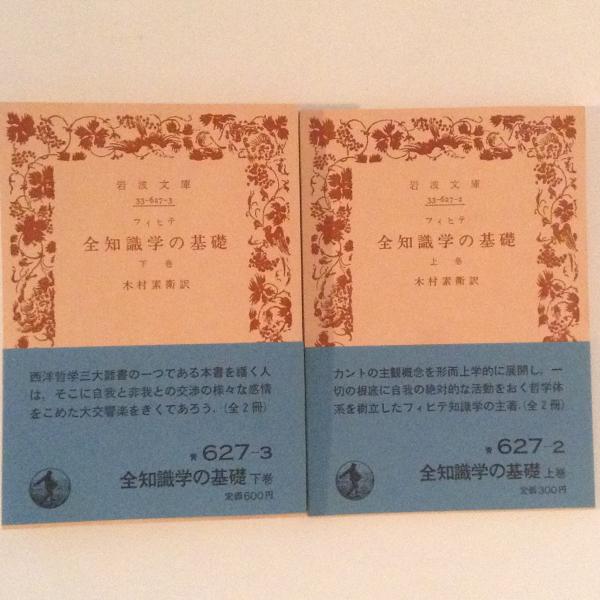 岩波文庫
33-627-3
フィヒテ
全知識学の基礎
下巻
木村素衞訳
西洋哲学三大難書の一つである本書を繙く人
は，そこに自我と非我との交渉の様々な感情
をこめた大交響楽をきくであろう．(全2冊)
青 627-3
全知識学の基礎 下巻
定価600円
岩波文庫
33-627-2
フィヒテ
全知識学の基礎
上巻
木村素衞訳
カントの主観概念を形而上学的に展開し，一
切の根底に自我の絶対的な活動をおく哲学体
系を樹立したフィヒテ知識学の主著．(全2冊)
青 627-2
全知識学の基礎 上巻
定価300円